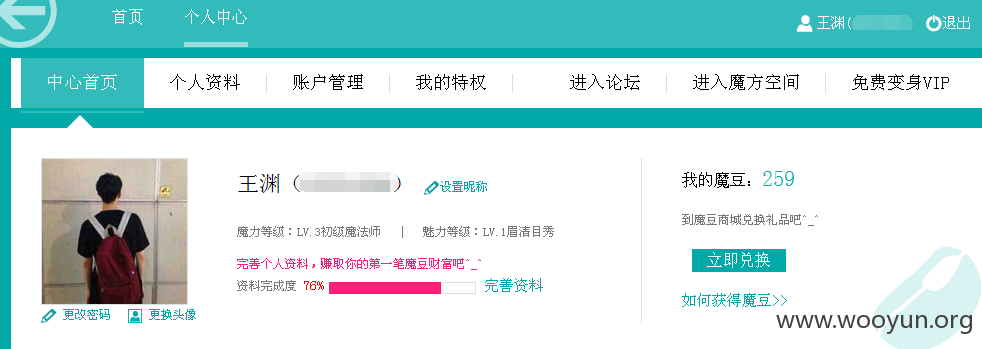 首页 个人中心 王渊( 退出
中心首页 个人资料 账户管理 我的特权 进入论坛 进入魔方空间 免费变身VIP
王渊 ( ) 设置昵称
魔力等级：LV.3初级魔法师 | 魅力等级：LV.1眉清目秀
完善个人资料，赚取你的第一笔魔豆财富吧^_^
资料完成度 76% 完善资料
更改密码 更换头像
我的魔豆：259
到魔豆商城兑换礼品吧^_^
立即兑换
如何获得魔豆>>
www.wooyun.org